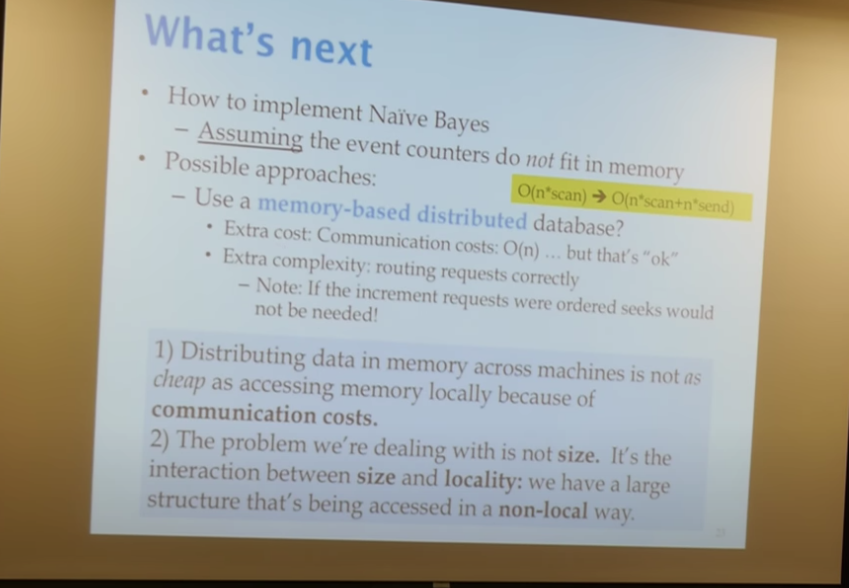 What's next
• How to implement Naïve Bayes
– Assuming the event counters do not fit in memory
• Possible approaches:
O(n*scan) ➔ O(n*scan+n*send)
– Use a memory-based distributed database?
• Extra cost: Communication costs: O(n) … but that's "ok"
• Extra complexity: routing requests correctly
– Note: If the increment requests were ordered seeks would
not be needed!
1) Distributing data in memory across machines is not as
cheap as accessing memory locally because of
communication costs.
2) The problem we're dealing with is not size. It's the
interaction between size and locality: we have a large
structure that's being accessed in a non-local way.